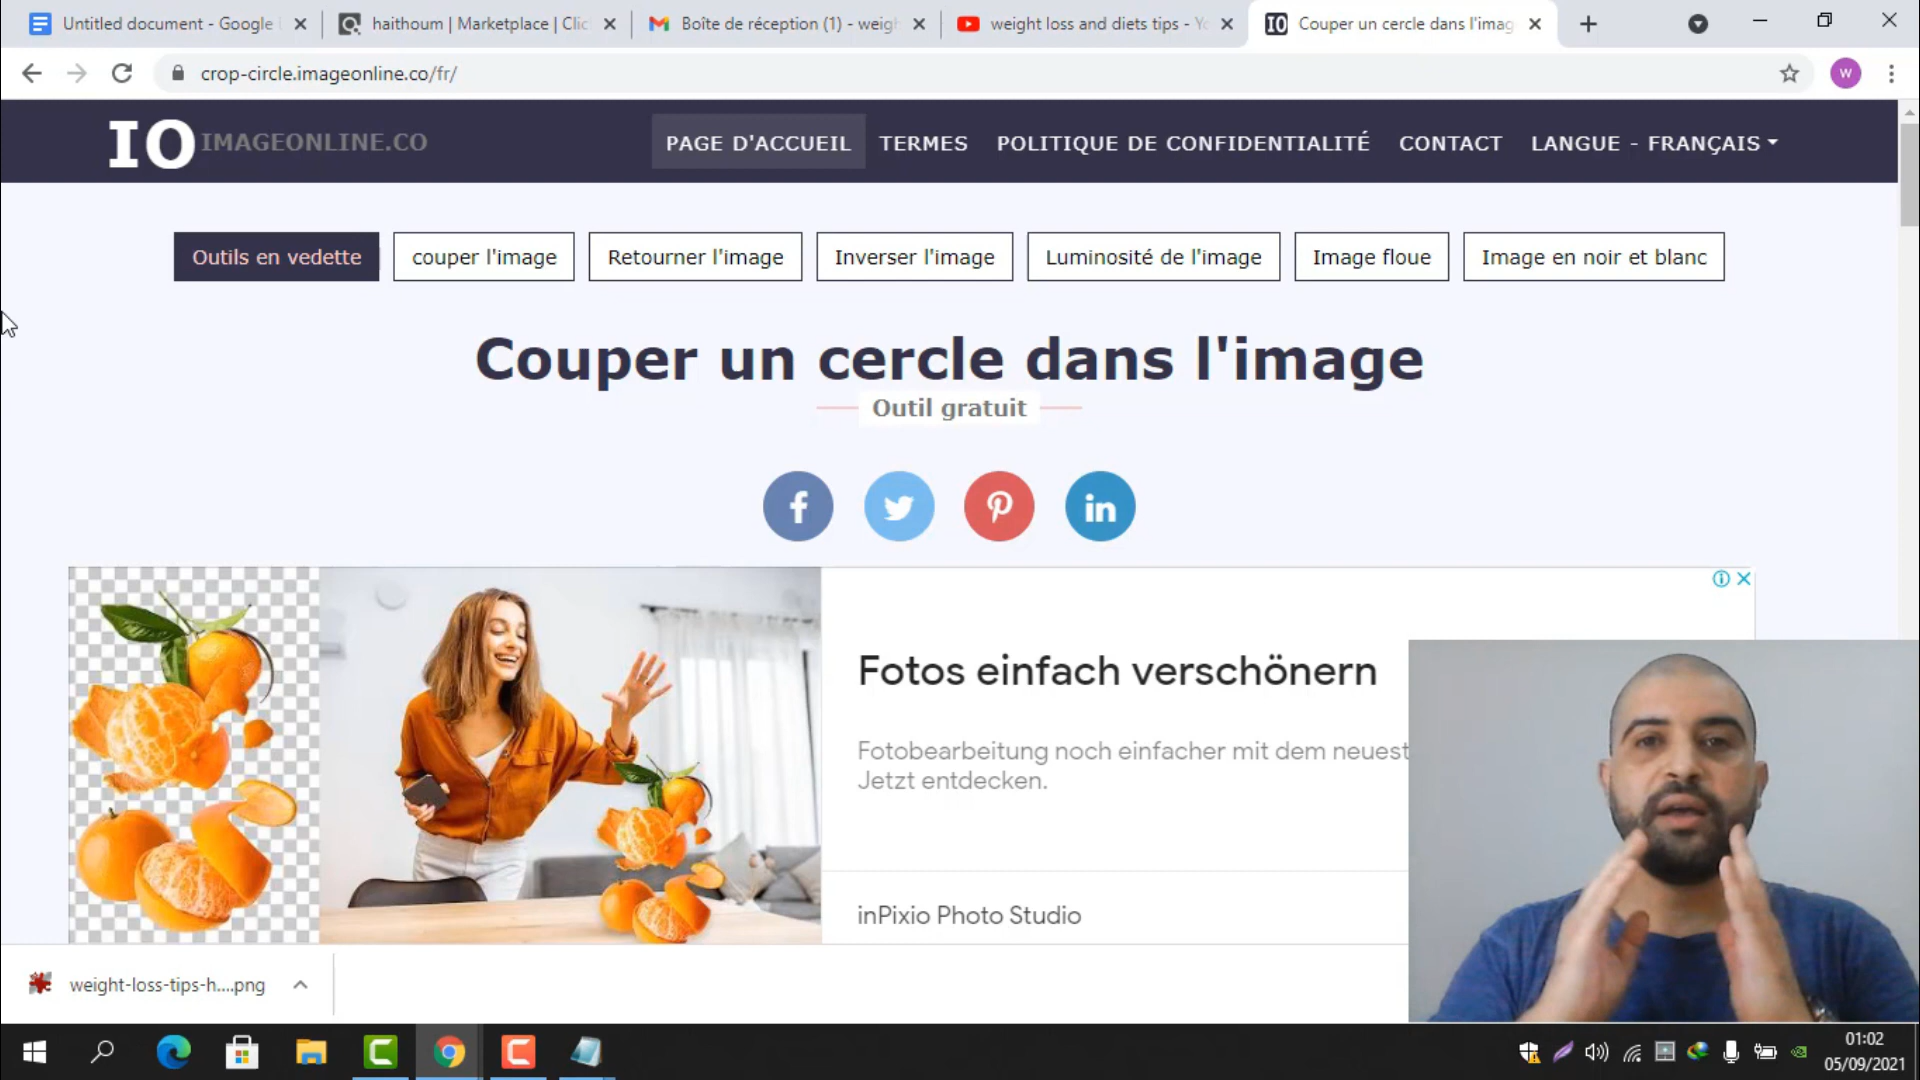 Untitled document - Google
haithoum | Marketplace | Clic
Boîte de réception (1) - weigh
weight loss and diets tips - Yo
Couper un cercle dans l'imag
crop-circle.imageonline.co/fr/
W
IO IMAGEONLINE.CO
PAGE D'ACCUEIL
TERMES
POLITIQUE DE CONFIDENTIALITÉ
CONTACT
LANGUE - FRANÇAIS
Outils en vedette
couper l'image
Retourner l'image
Inverser l'image
Luminosité de l'image
Image floue
Image en noir et blanc
Couper un cercle dans l'image
Outil gratuit
Fotos einfach verschönern
Fotobearbeitung noch einfacher mit dem neuest
Jetzt entdecken.
inPixio Photo Studio
weight-loss-tips-h....png
01:02
05/09/2021